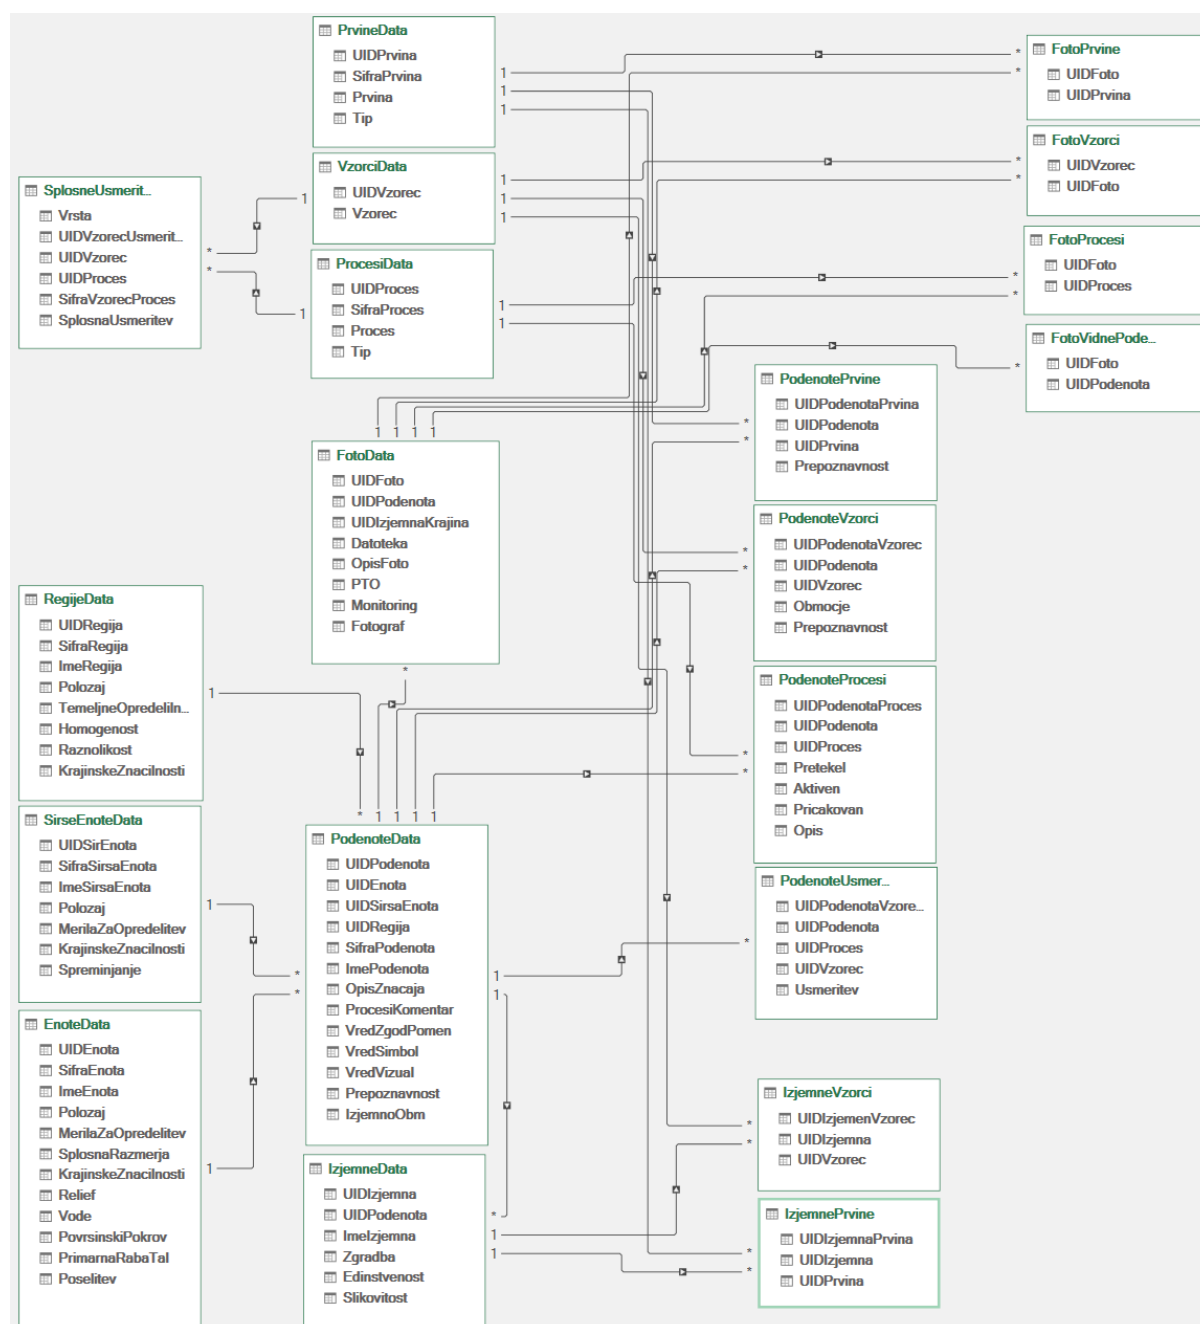 PrvineData
UIDPrvina
SifraPrvina
Prvina
Tip
VzorciData
UIDVzorec
Vzorec
ProcesiData
UIDProces
SifraProces
Proces
Tip
SplosneUsmerit...
Vrsta
UIDVzorecUsmerit...
UIDVzorec
UIDProces
SifraVzorecProces
SplosnaUsmeritev
FotoPrvine
UIDFoto
UIDPrvina
FotoVzorci
UIDVzorec
UIDFoto
FotoProcesi
UIDFoto
UIDProces
FotoVidnePode...
UIDFoto
UIDPodenota
FotoData
UIDFoto
UIDPodenota
UIDIzjemnaKrajina
Datoteka
OpisFoto
PTO
Monitoring
Fotograf
PodenotePrvine
UIDPodenotaPrvina
UIDPodenota
UIDPrvina
Prepoznavnost
PodenoteVzorci
UIDPodenotaVzorec
UIDPodenota
UIDVzorec
Obmocje
Prepoznavnost
PodenoteProcesi
UIDPodenotaProces
UIDPodenota
UIDProces
Pretekel
Aktiven
Pricakovan
Opis
PodenoteUsmer...
UIDPodenotaVzore...
UIDPodenota
UIDProces
UIDVzorec
Usmeritev
RegijeData
UIDRegija
SifraRegija
ImeRegija
Polozaj
TemeljneOpredeliln...
Homogenost
Raznolikost
KrajinskeZnacilnosti
SirseEnoteData
UIDSirEnota
SifraSirsaEnota
ImeSirsaEnota
Polozaj
MerilaZaOpredelitev
KrajinskeZnacilnosti
Spreminjanje
EnoteData
UIDEnota
SifraEnota
ImeEnota
Polozaj
MerilaZaOpredelitev
SplosnaRazmerja
KrajinskeZnacilnosti
Relief
Vode
PovrsinskiPokrov
PrimarnaRabaTal
Poselitev
PodenoteData
UIDPodenota
UIDEnota
UIDSirsaEnota
UIDRegija
SifraPodenota
ImePodenota
OpisZnacaja
ProcesiKomentar
VredZgodPomen
VredSimbol
VredVizual
Prepoznavnost
IzjemnoObm
IzjemneData
UIDIzjemna
UIDPodenota
ImeIzjemna
Zgradba
Edinstvenost
Slikovitost
IzjemneVzorci
UIDIzjemenVzorec
UIDIzjemna
UIDVzorec
IzjemnePrvine
UIDIzjemnaPrvina
UIDIzjemna
UIDPrvina